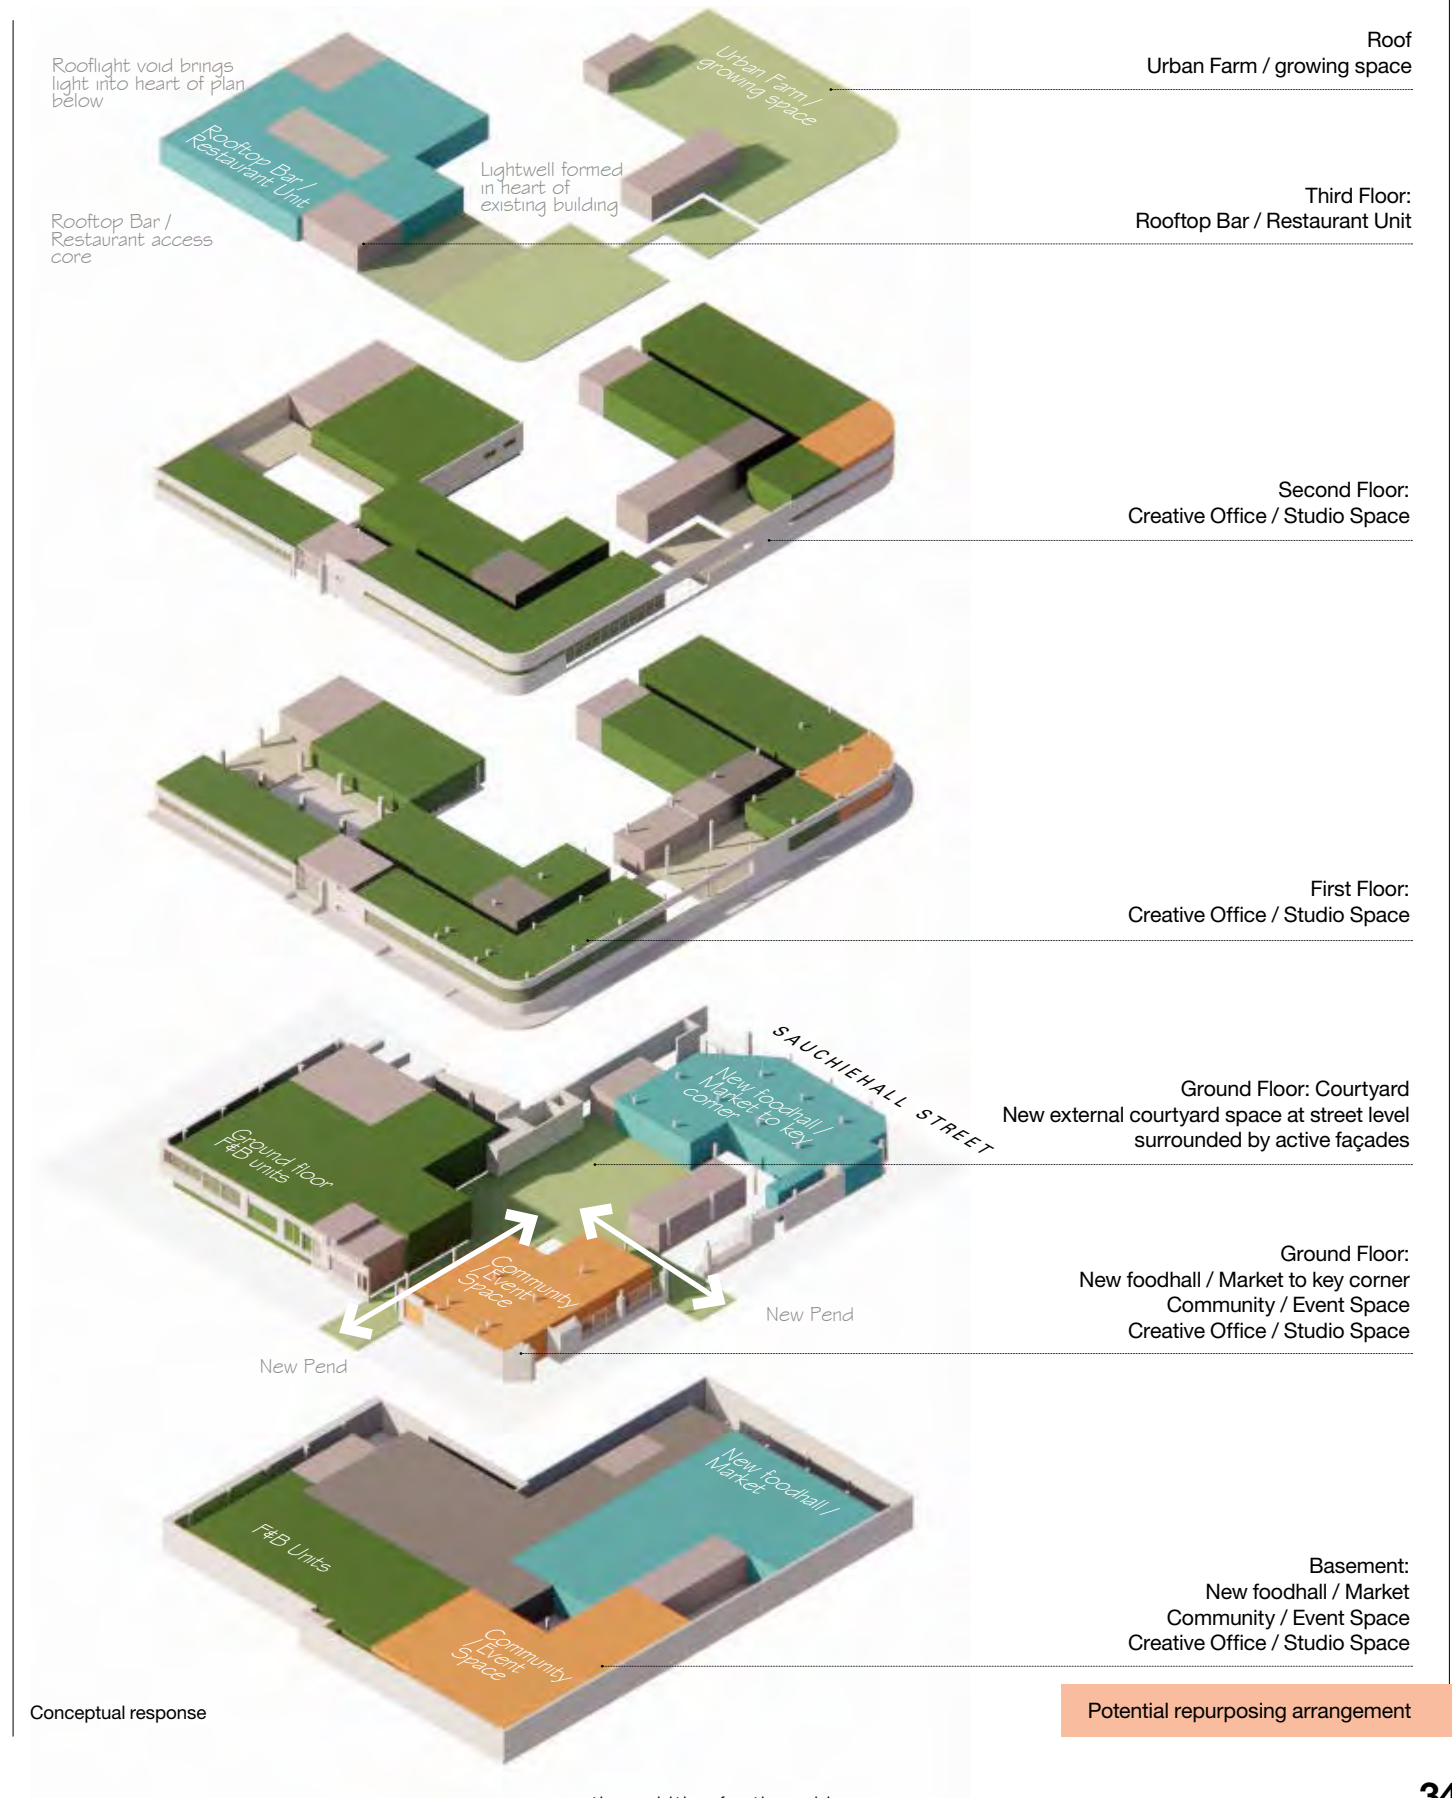 Roof
Urban Farm / growing space
Rooflight void brings
light into heart of plan
below
Urban Farm /
growing space
Rooftop Bar /
Restaurant Unit
Lightwell formed
in heart of
existing building
Third Floor:
Rooftop Bar / Restaurant Unit
Rooftop Bar /
Restaurant access
core
Second Floor:
Creative Office / Studio Space
First Floor:
Creative Office / Studio Space
SAUCHIEHALL STREET
New foodhall /
Market to key
corner
Ground floor
F&B units
Ground Floor: Courtyard
New external courtyard space at street level
surrounded by active façades
Community
/ Event
Space
Ground Floor:
New foodhall / Market to key corner
Community / Event Space
Creative Office / Studio Space
New Pend
New Pend
New foodhall /
Market
F&B Units
Community
/ Event
Space
Basement:
New foodhall / Market
Community / Event Space
Creative Office / Studio Space
Conceptual response
Potential repurposing arrangement
34